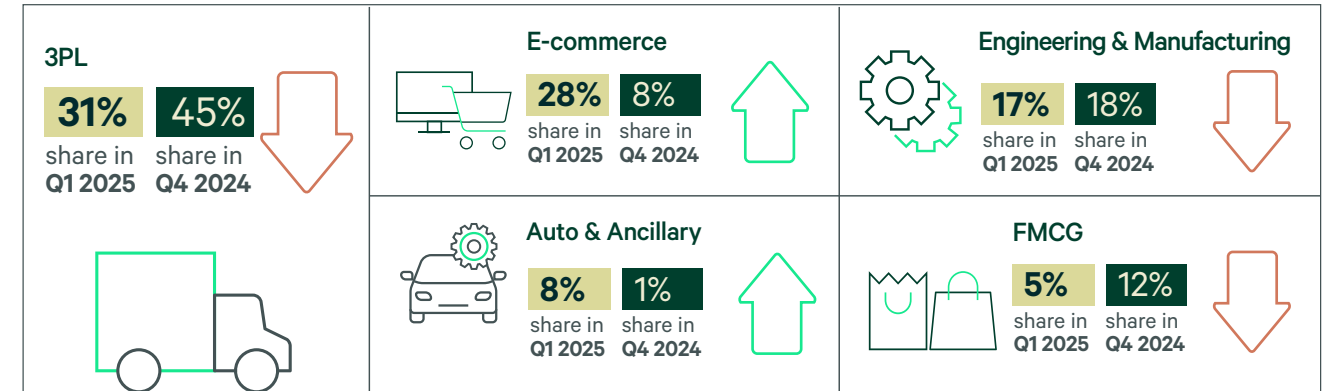 3PL
31% 45%
share in share in
Q1 2025 Q4 2024
E-commerce
28% 8%
share in share in
Q1 2025 Q4 2024
Engineering & Manufacturing
17% 18%
share in share in
Q1 2025 Q4 2024
Auto & Ancillary
8% 1%
share in share in
Q1 2025 Q4 2024
FMCG
5% 12%
share in share in
Q1 2025 Q4 2024